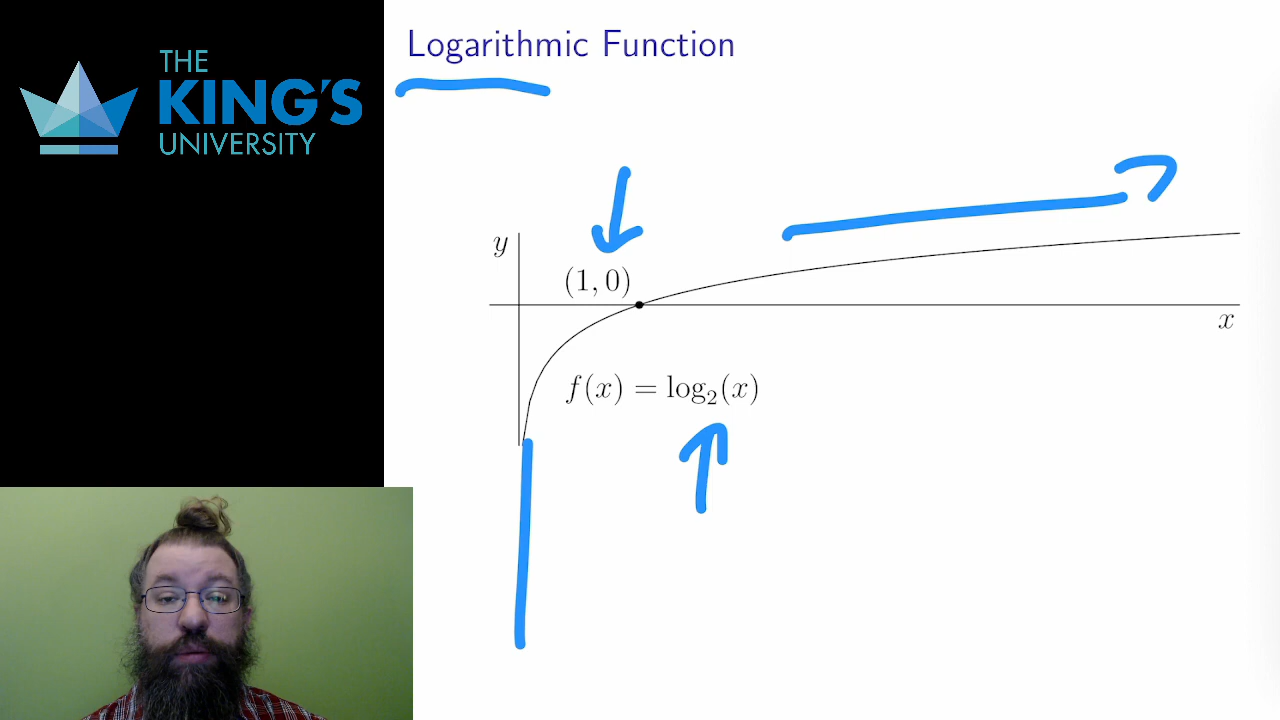 THE
KING'S
UNIVERSITY
Logarithmic Function
y
(1, 0)
x
f(x) = log₂(x)